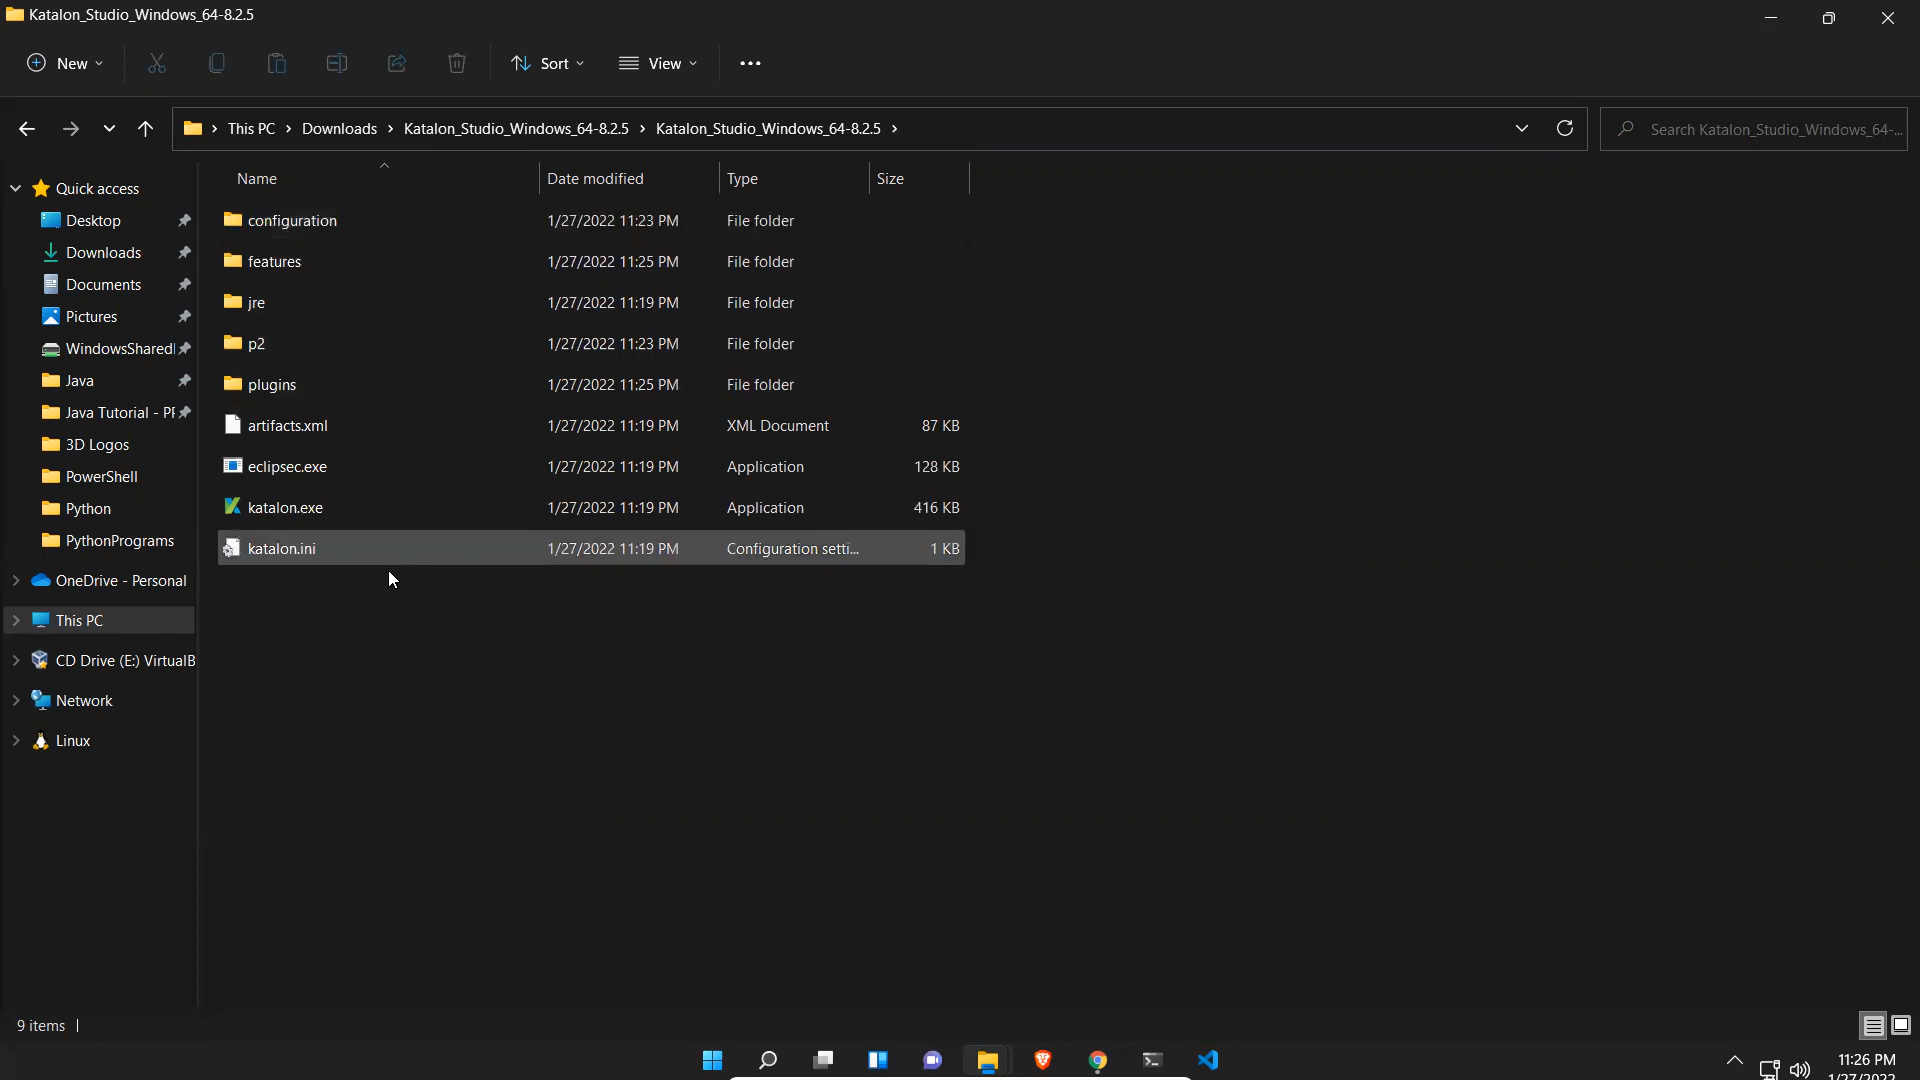 Katalon_Studio_Windows_64-8.2.5
New
Sort
View
This PC > Downloads > Katalon_Studio_Windows_64-8.2.5 > Katalon_Studio_Windows_64-8.2.5 >
Search Katalon_Studio_Windows_64-...
Name Date modified Type Size
Quick access
Desktop
Downloads
Documents
Pictures
WindowsShared
Java
Java Tutorial - PF
3D Logos
PowerShell
Python
PythonPrograms
OneDrive - Personal
This PC
CD Drive (E:) VirtualB
Network
Linux
configuration 1/27/2022 11:23 PM File folder
features 1/27/2022 11:25 PM File folder
jre 1/27/2022 11:19 PM File folder
p2 1/27/2022 11:23 PM File folder
plugins 1/27/2022 11:25 PM File folder
artifacts.xml 1/27/2022 11:19 PM XML Document 87 KB
eclipsec.exe 1/27/2022 11:19 PM Application 128 KB
katalon.exe 1/27/2022 11:19 PM Application 416 KB
katalon.ini 1/27/2022 11:19 PM Configuration setti... 1 KB
9 items
11:26 PM
1/27/2022